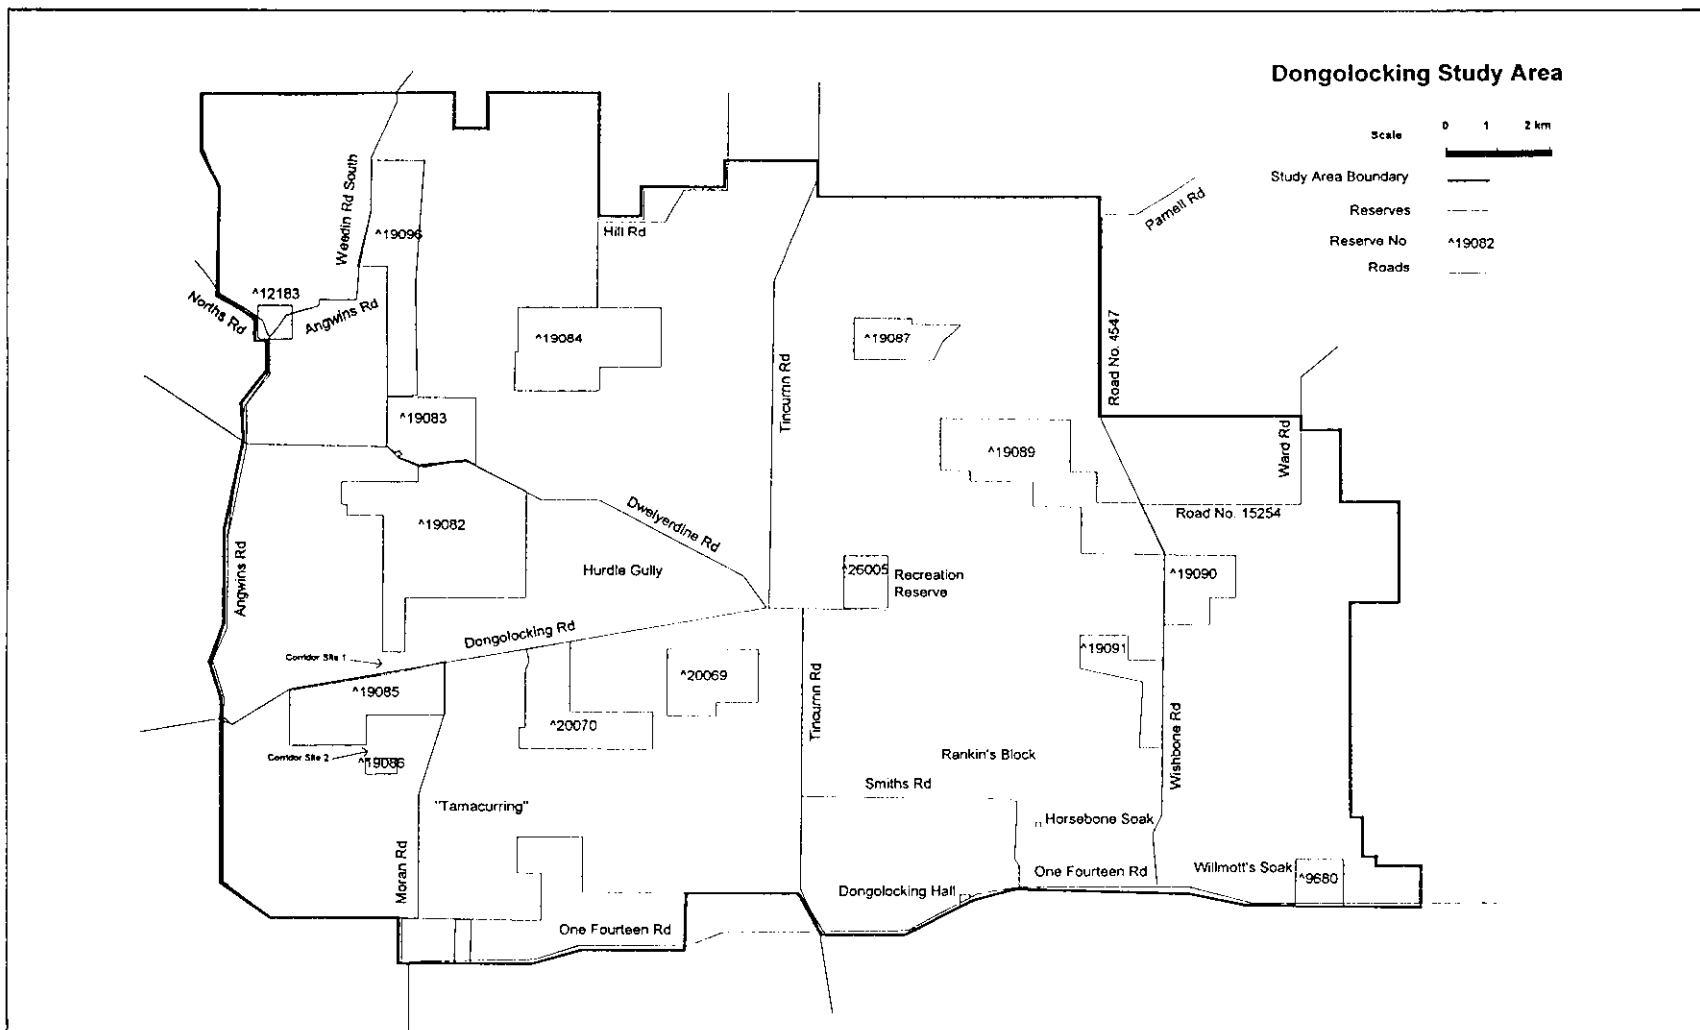 Dongolocking Study Area
Scale
0 1 2 km
Study Area Boundary
Reserves
Reserve No
^19082
Roads
Parnell Rd
Weedin Rd South
^19096
Hill Rd
^12183
Norths Rd
Angwins Rd
^19084
^19087
Tincurrin Rd
Road No. 4547
^19083
^19089
Ward Rd
^19082
Road No. 15254
Dwelyerdine Rd
Angwins Rd
Hurdle Gully
^26005
Recreation
Reserve
^19090
Dongolocking Rd
Corridor Site 1
^19085
^20069
^19091
^20070
Tincurrin Rd
Wishbone Rd
Corridor Site 2
^19086
Rankin's Block
Smiths Rd
"Tamacurring"
Horsebone Soak
Moran Rd
One Fourteen Rd
Willmott's Soak
^9680
Dongolocking Hall
One Fourteen Rd